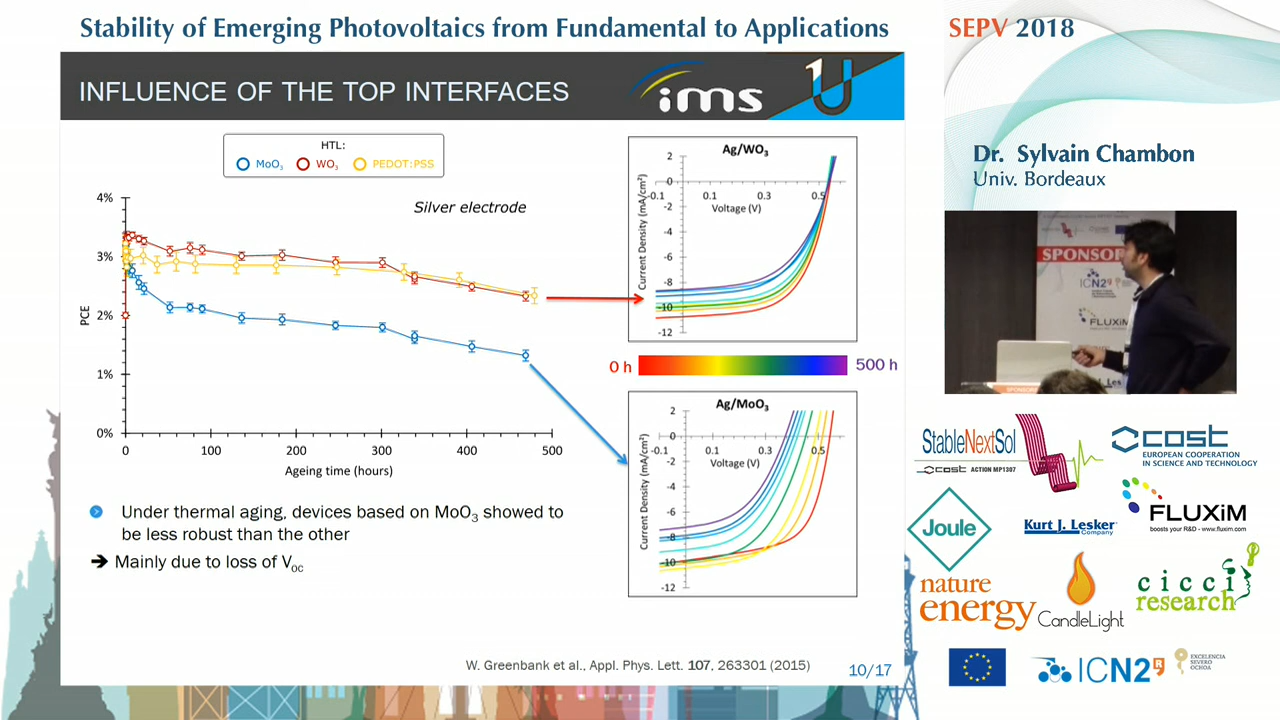 Stability of Emerging Photovoltaics from Fundamental to Applications
SEPV 2018
INFLUENCE OF THE TOP INTERFACES
ims
U
HTL:
MoO₃ WO₃ PEDOT:PSS
Silver electrode
4%
3%
2%
1%
0%
PCE
0 100 200 300 400 500
Ageing time (hours)
Ag/WO₃
2
0
-2
-4
-6
-8
-10
-12
-0.1 0.1 0.3 0.5
Voltage (V)
Current Density (mA/cm²)
0 h
500 h
Ag/MoO₃
2
0
-2
-4
-6
-8
-10
-12
-0.1 0.1 0.3 0.5
Voltage (V)
Current Density (mA/cm²)
Under thermal aging, devices based on MoO₃ showed to
be less robust than the other
➔ Mainly due to loss of Voc
W. Greenbank et al., Appl. Phys. Lett. 107, 263301 (2015)
10/17
Dr. Sylvain Chambon
Univ. Bordeaux
SPONSOR
ICN2
FLUXiM
SPONSORS
StableNextSol
cost ACTION MP1307
cost
EUROPEAN COOPERATION
IN SCIENCE AND TECHNOLOGY
Joule
Kurt J. Lesker
Company
FLUXiM
boosts your R&D - www.fluxim.com
nature
energy
CandleLight
cicci
research
ICN2
EXCELENCIA
SEVERO
OCHOA